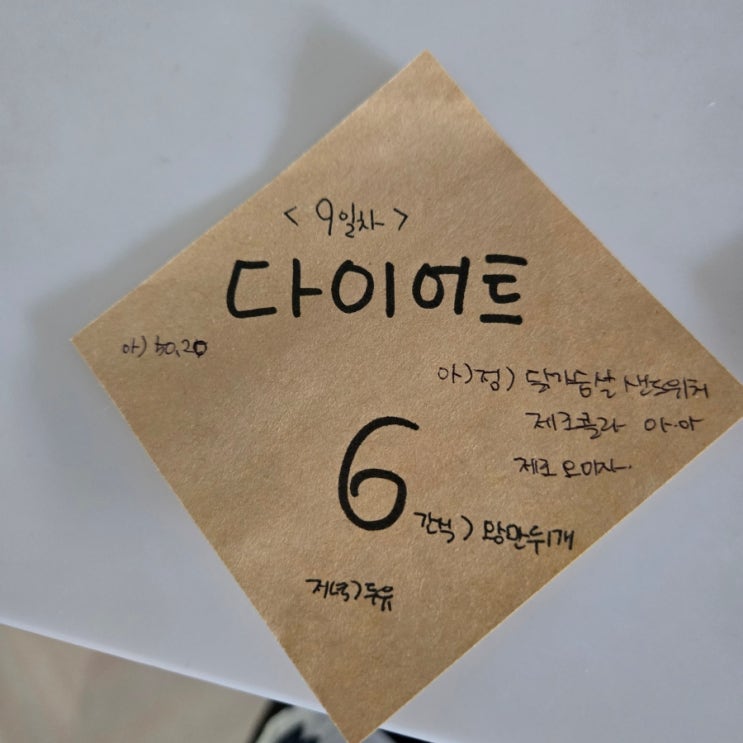 < 9일차 >
다이어트
아) 50.20
아)점) 닭가슴살 샌드위치
제로콜라 아.아
제로 오미자.
6
간식) 왕만두1개
저녁) 두유